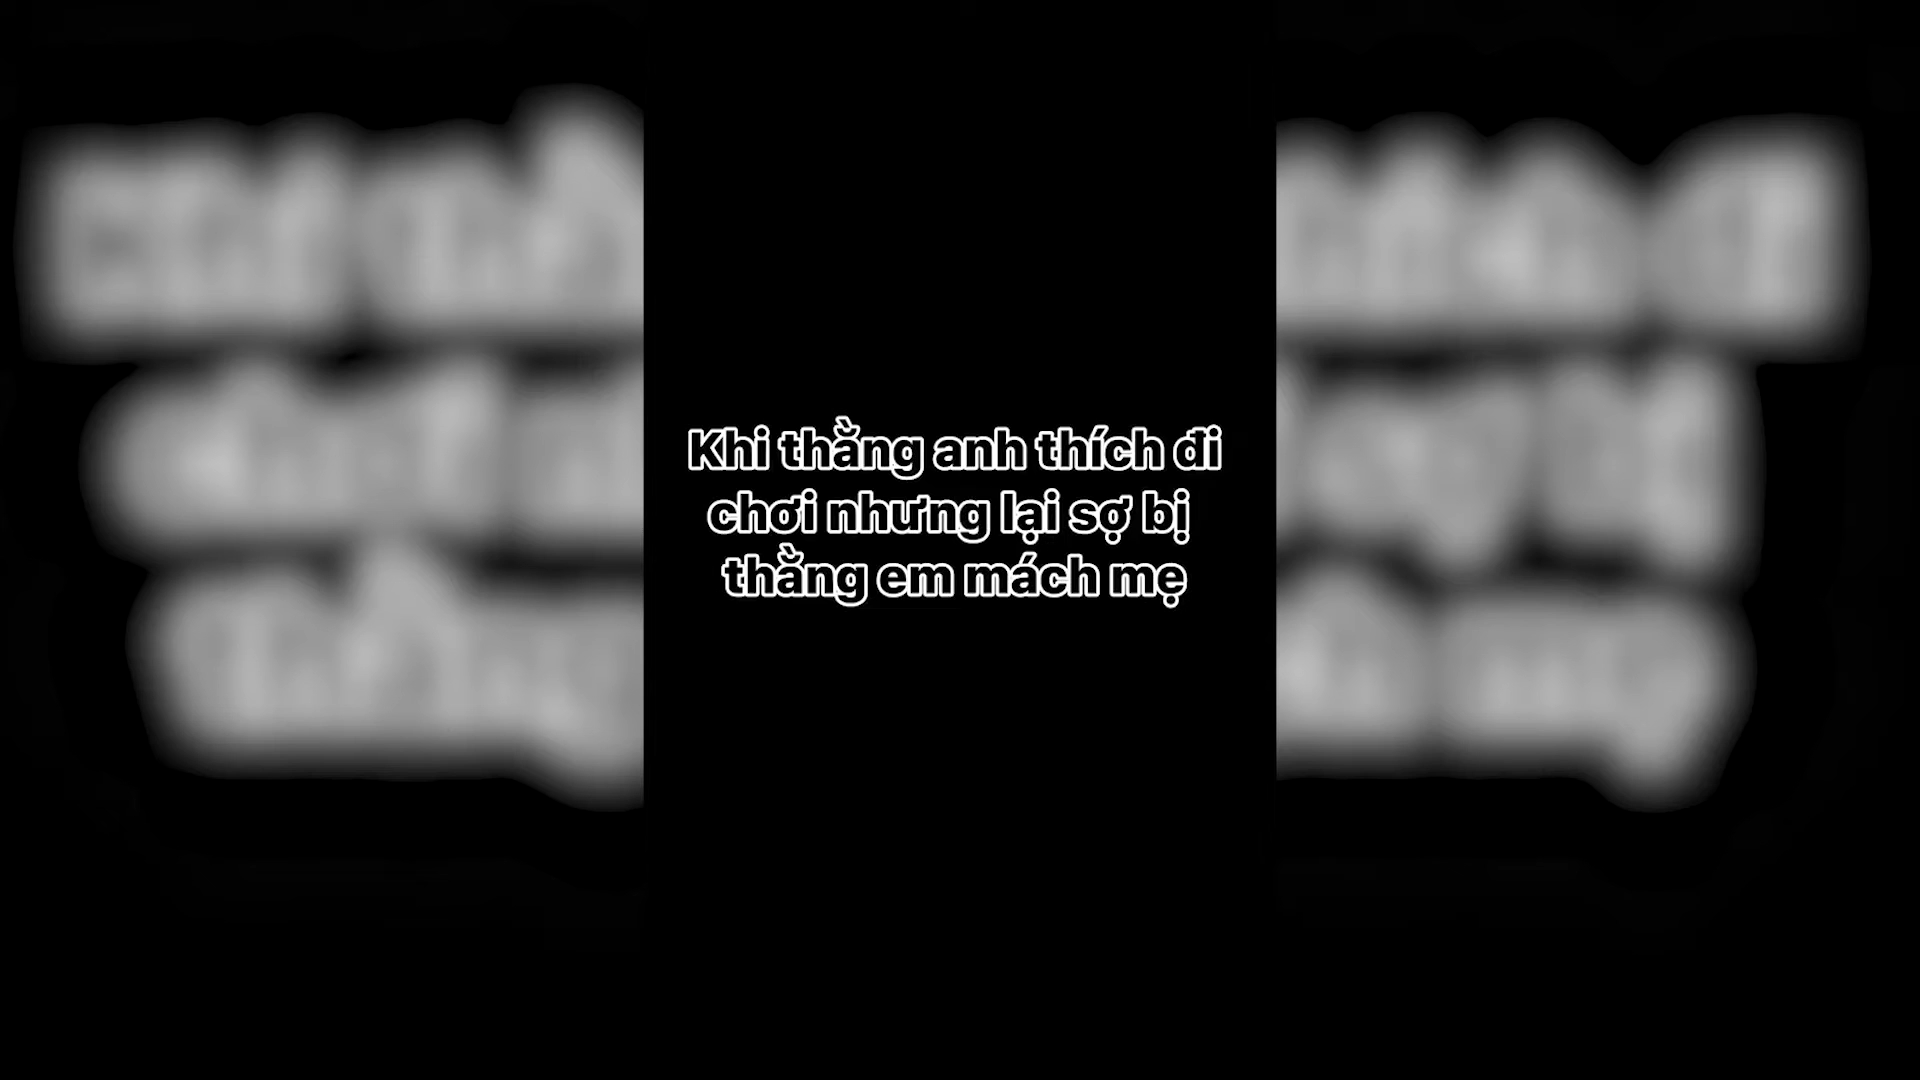 Khi thằng anh thích đi
chơi nhưng lại sợ bị
thằng em mách mẹ